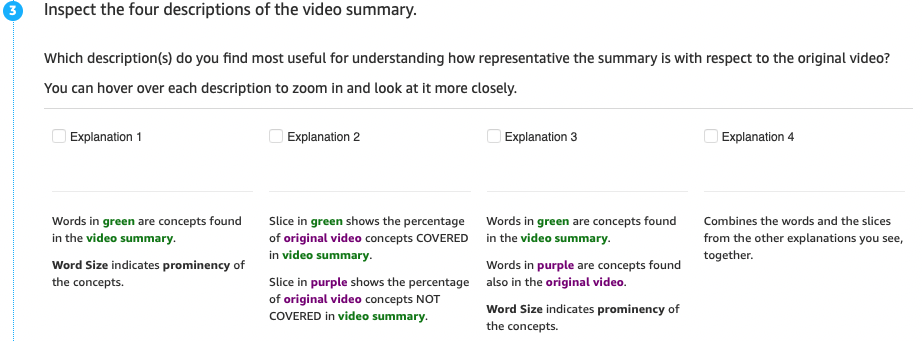 3 Inspect the four descriptions of the video summary.
Which description(s) do you find most useful for understanding how representative the summary is with respect to the original video?
You can hover over each description to zoom in and look at it more closely.
Explanation 1
Words in green are concepts found
in the video summary.
Word Size indicates prominency of
the concepts.
Explanation 2
Slice in green shows the percentage
of original video concepts COVERED
in video summary.
Slice in purple shows the percentage
of original video concepts NOT
COVERED in video summary.
Explanation 3
Words in green are concepts found
in the video summary.
Words in purple are concepts found
also in the original video.
Word Size indicates prominency of
the concepts.
Explanation 4
Combines the words and the slices
from the other explanations you see,
together.